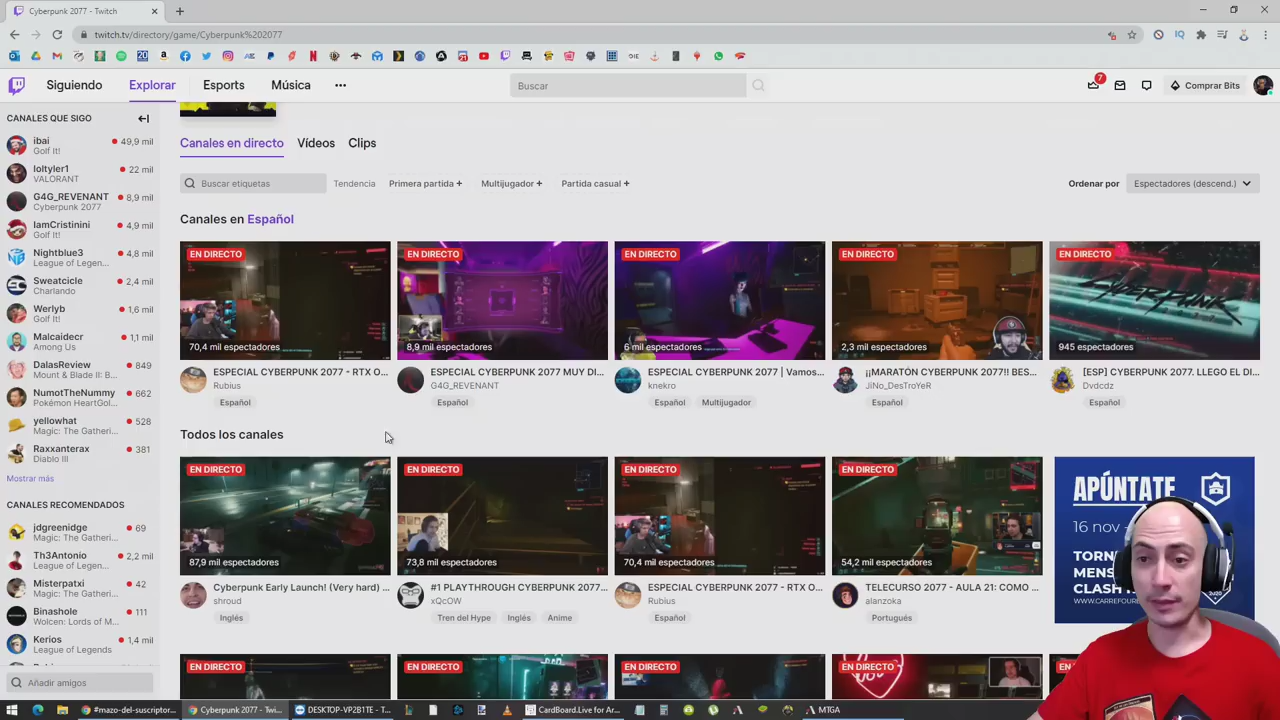 Cyberpunk 2077 - Twitch
twitch.tv/directory/game/Cyberpunk%202077
Siguiendo
Explorar
Esports
Música
Buscar
7
Comprar Bits
CANALES QUE SIGO
ibai
49,9 mil
Golf It!
loltyler1
22 mil
VALORANT
G4G_REVENANT
8,9 mil
Cyberpunk 2077
IamCristinini
4,9 mil
Golf It!
Nightblue3
4,8 mil
League of Legen...
Sweatcicle
2,4 mil
Charlando
Werlyb
1,6 mil
Golf It!
Malcaidecr
1,1 mil
Among Us
DalasReview
849
Mount & Blade II: B...
NumotTheNummy
662
Pokémon HeartGol...
yellowhat
528
Magic: The Gatheri...
Raxxanterax
381
Diablo III
Mostrar más
CANALES RECOMENDADOS
jdgreenidge
69
Magic: The Gatheri...
Th3Antonio
2,2 mil
League of Legen...
Misterpatxi
42
Magic: The Gatheri...
Binashole
111
Wolcen: Lords of M...
Kerios
1,4 mil
League of Legends
Añadir amigos
Canales en directo
Vídeos
Clips
Buscar etiquetas
Tendencia
Primera partida +
Multijugador +
Partida casual +
Ordenar por
Espectadores (descend.)
Canales en Español
EN DIRECTO
70,4 mil espectadores
ESPECIAL CYBERPUNK 2077 - RTX O...
Rubius
Español
EN DIRECTO
8,9 mil espectadores
ESPECIAL CYBERPUNK 2077 MUY DI...
G4G_REVENANT
Español
EN DIRECTO
6 mil espectadores
ESPECIAL CYBERPUNK 2077 | Vamos...
knekro
Español
Multijugador
EN DIRECTO
2,3 mil espectadores
¡¡MARATÓN CYBERPUNK 2077!! BES...
JiNo_DesTroYeR
Español
EN DIRECTO
CYBERPUNK
945 espectadores
[ESP] CYBERPUNK 2077. LLEGO EL DI...
Dvdcdz
Español
Todos los canales
EN DIRECTO
87,9 mil espectadores
Cyberpunk Early Launch! (Very hard) ...
shroud
Inglés
EN DIRECTO
73,8 mil espectadores
#1 PLAYTHROUGH CYBERPUNK 2077...
xQcOW
Tren del Hype
Inglés
Anime
EN DIRECTO
70,4 mil espectadores
ESPECIAL CYBERPUNK 2077 - RTX O...
Rubius
Español
EN DIRECTO
54,2 mil espectadores
TELECURSO 2077 - AULA 21: COMO ...
alanzoka
Portugués
APÚNTATE
16 nov -
TORN
MENS
CLASH
WWW.CARREFOURE
EN DIRECTO
EN DIRECTO
EN DIRECTO
EN DIRECTO
#mazo-del-suscriptor...
Cyberpunk 2077 - Twi...
DESKTOP-VP2B1TE - T...
CardBoard.Live for Ar...
MTGA